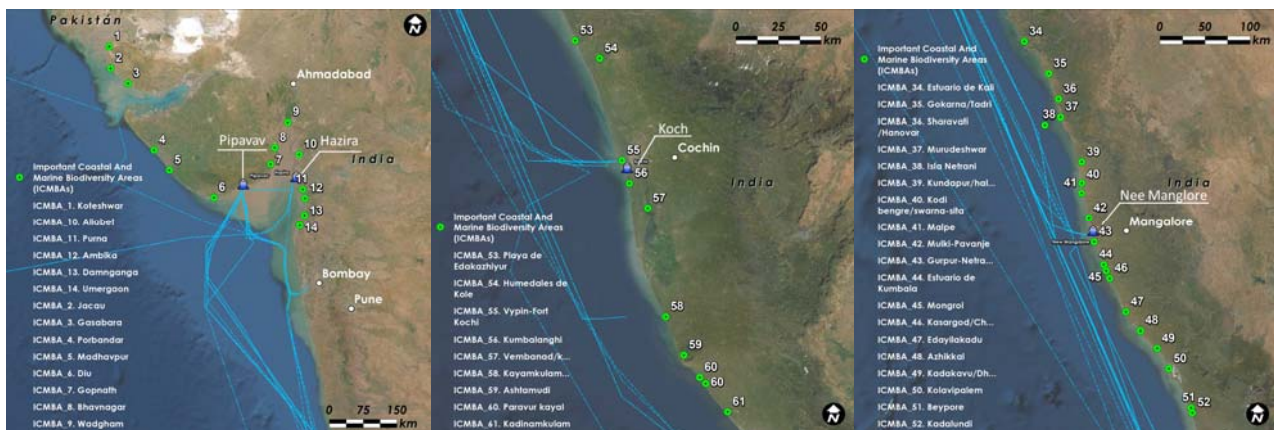 Pakistán
N
1
2
3
Ahmadabad
9
8
10
4
Pipavav
Hazira
7
5
India
11
6
12
13
14
Important Coastal And
Marine Biodiversity Areas
(ICMBAs)
ICMBA_1. Koteshwar
ICMBA_10. Aliabet
ICMBA_11. Purna
ICMBA_12. Ambika
ICMBA_13. Damnganga
ICMBA_14. Umergaon
ICMBA_2. Jacau
ICMBA_3. Gasabara
ICMBA_4. Porbandar
ICMBA_5. Madhavpur
ICMBA_6. Diu
ICMBA_7. Gopnath
ICMBA_8. Bhavnagar
ICMBA_9. Wadgham
Bombay
Pune
0 75 150
km
53
54
0 25 50
km
Koch
Cochin
55
56
India
57
Important Coastal And
Marine Biodiversity Areas
(ICMBAs)
ICMBA_53. Playa de
Edakazhiyur
ICMBA_54. Humedales de
Kole
ICMBA_55. Vypin-Fort
Kochi
ICMBA_56. Kumbalanghi
ICMBA_57. Vembanad/k...
ICMBA_58. Kayamkulam...
ICMBA_59. Ashtamudi
ICMBA_60. Paravur kayal
ICMBA_61. Kadinamkulam
58
59
60
60
61
N
0 50 100
km
34
35
36
37
38
39
40
41
42
Nee Manglore
Mangalore
43
New Mangalore
44
46
45
47
48
49
50
51
52
Important Coastal And
Marine Biodiversity Areas
(ICMBAs)
ICMBA_34. Estuario de Kali
ICMBA_35. Gokarna/Tadri
ICMBA_36. Sharavati
/Honovar
ICMBA_37. Murudeshwar
ICMBA_38. Isla Netrani
ICMBA_39. Kundapur/hal...
ICMBA_40. Kodi
bengre/swarna-sita
ICMBA_41. Malpe
ICMBA_42. Mulki-Pavanje
ICMBA_43. Gurpur-Netra...
ICMBA_44. Estuario de
Kumbala
ICMBA_45. Mongrol
ICMBA_46. Kasargod/Ch...
ICMBA_47. Edayilakadu
ICMBA_48. Azhikkal
ICMBA_49. Kadakavu/Dh...
ICMBA_50. Kolavipalem
ICMBA_51. Beypore
ICMBA_52. Kadalundi
N